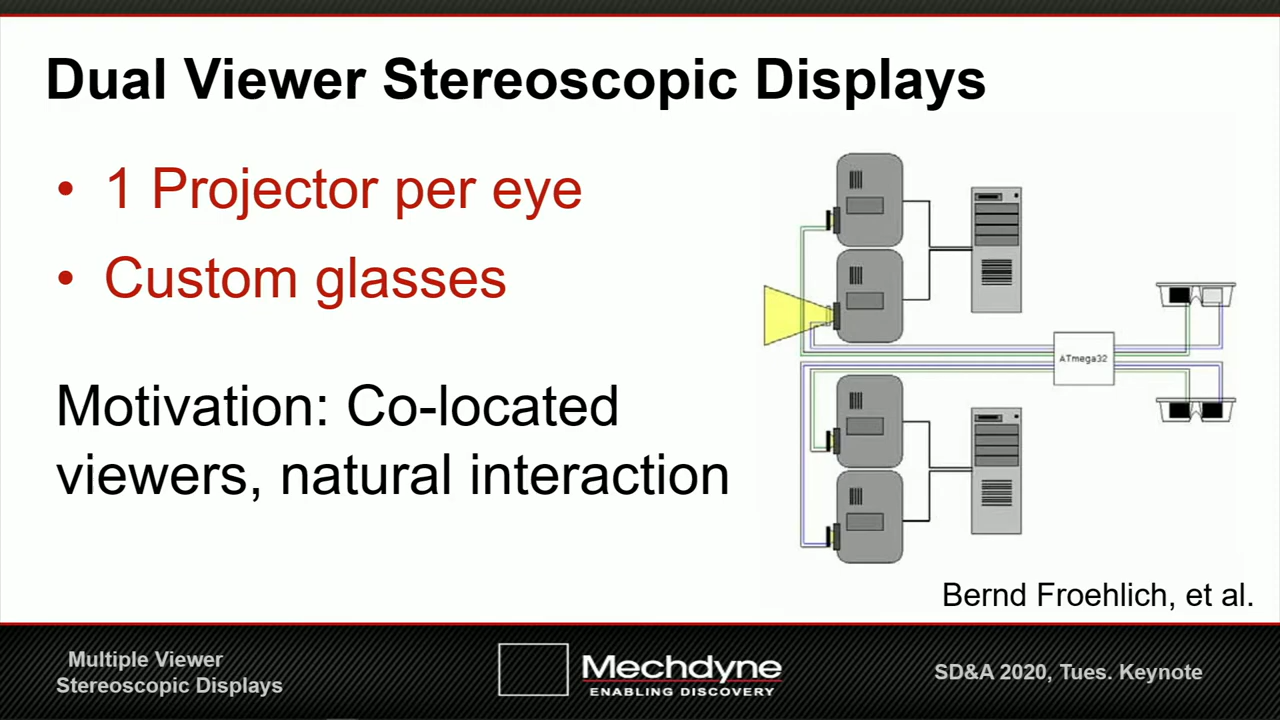 Dual Viewer Stereoscopic Displays
• 1 Projector per eye
• Custom glasses
Motivation: Co-located
viewers, natural interaction
ATmega32
Bernd Froehlich, et al.
Multiple Viewer
Stereoscopic Displays
Mechdyne
ENABLING DISCOVERY
SD&A 2020, Tues. Keynote